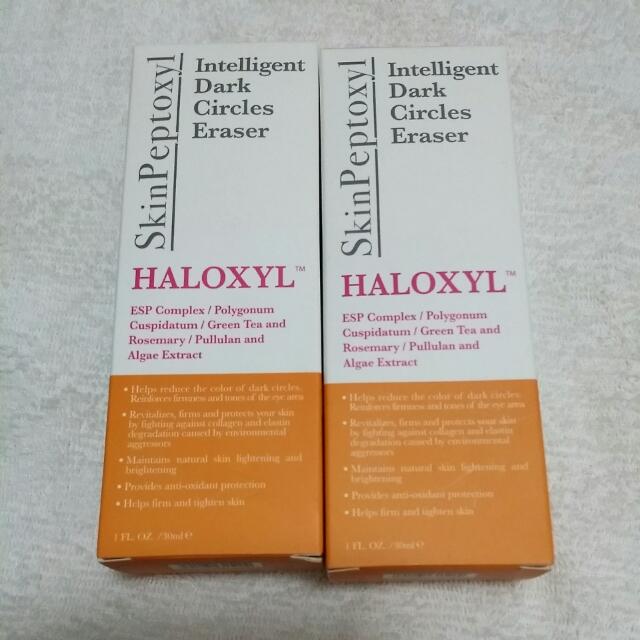 SkinPeptoxyl
Intelligent
Dark
Circles
Eraser
HALOXYL™
ESP Complex / Polygonum
Cuspidatum / Green Tea and
Rosemary / Pullulan and
Algae Extract
• Helps reduce the color of dark circles.
Reinforces firmness and tones of the eye area
• Revitalizes, firms and protects your skin
by fighting against collagen and elastin
degradation caused by environmental
aggressors
• Maintains natural skin lightening and
brightening
• Provides anti-oxidant protection
• Helps firm and tighten skin
1 FL. OZ. /30ml ℮
SkinPeptoxyl
Intelligent
Dark
Circles
Eraser
HALOXYL™
ESP Complex / Polygonum
Cuspidatum / Green Tea and
Rosemary / Pullulan and
Algae Extract
• Helps reduce the color of dark circles.
Reinforces firmness and tones of the eye area
• Revitalizes, firms and protects your skin
by fighting against collagen and elastin
degradation caused by environmental
aggressors
• Maintains natural skin lightening and
brightening
• Provides anti-oxidant protection
• Helps firm and tighten skin
1 FL. OZ. /30ml ℮